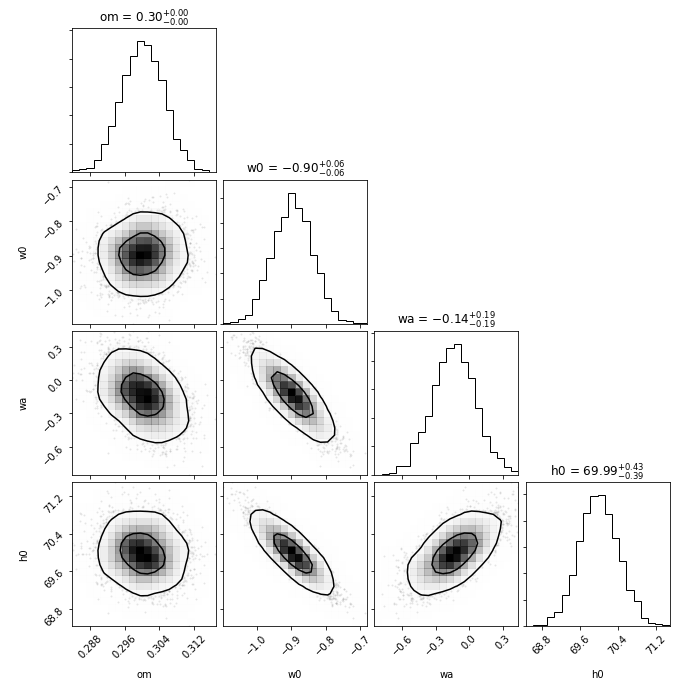 om = 0.30+0.00−0.00
w0 = −0.90+0.06−0.06
−0.7
−0.8
−0.9
−1.0
w0
wa = −0.14+0.19−0.19
0.3
0.0
−0.3
−0.6
wa
h0 = 69.99+0.43−0.39
71.2
70.4
69.6
68.8
h0
0.288 0.296 0.304 0.312 −1.0 −0.9 −0.8 −0.7 −0.6 −0.3 0.0 0.3 68.8 69.6 70.4 71.2
om w0 wa h0